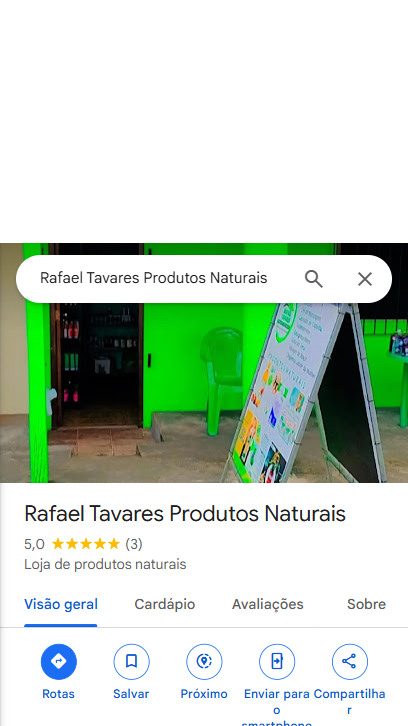 Rafael Tavares Produtos Naturais
Rafael Tavares Produtos Naturais
5,0 ★★★★★ (3)
Loja de produtos naturais
Visão geral Cardápio Avaliações Sobre
Rotas Salvar Próximo Enviar para o smartphone Compartilhar